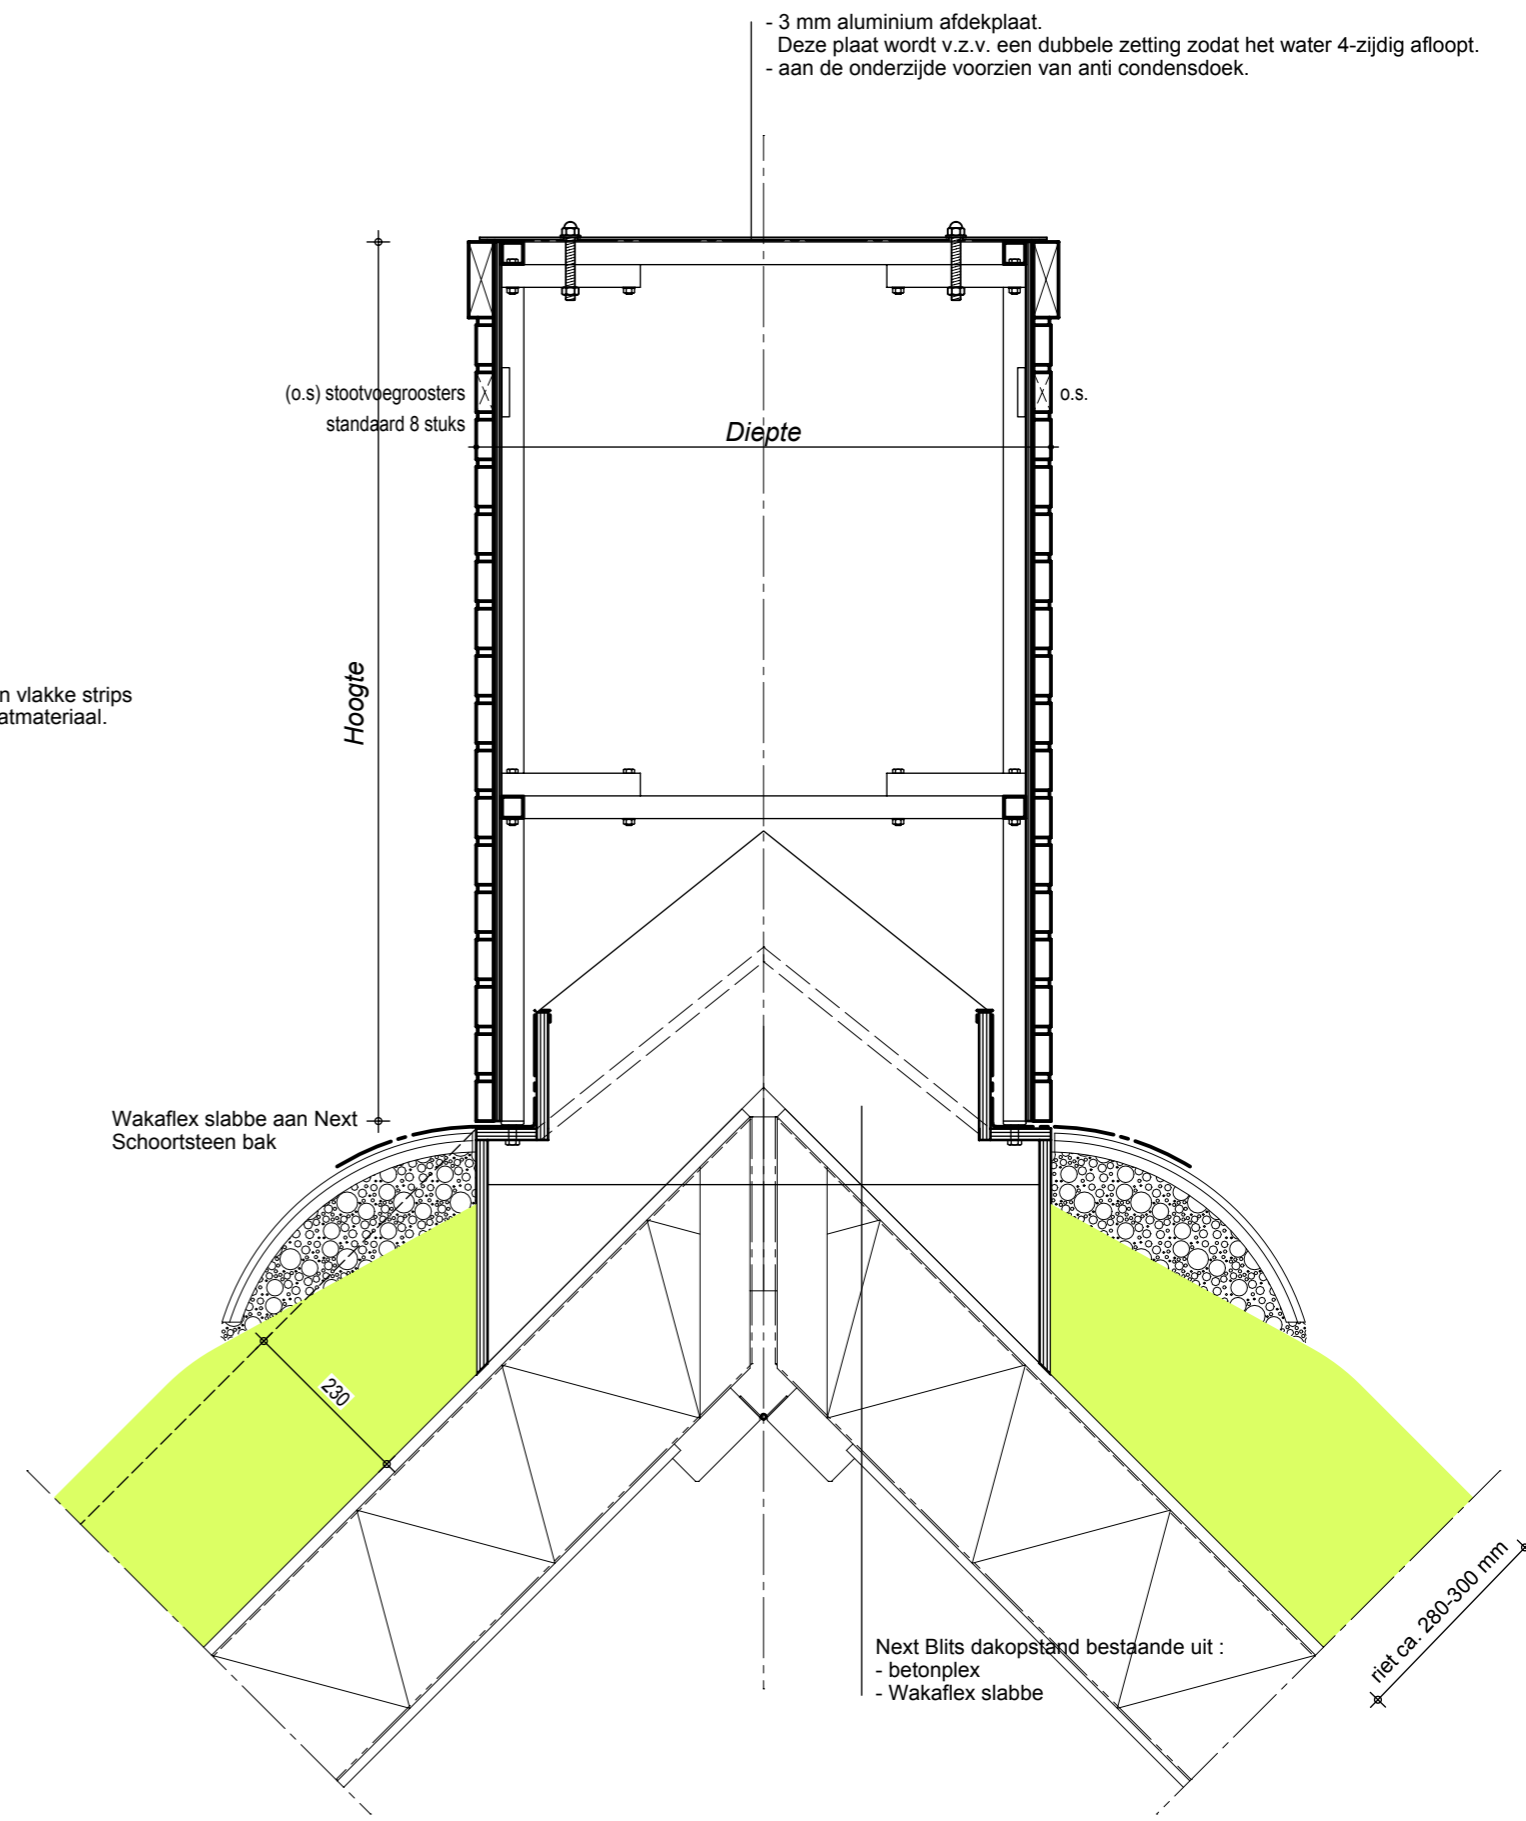 - 3 mm aluminium afdekplaat.
Deze plaat wordt v.z.v. een dubbele zetting zodat het water 4-zijdig afloopt.
- aan de onderzijde voorzien van anti condensdoek.
(o.s) stootvoegroosters
standaard 8 stuks
o.s.
Diepte
Hoogte
n vlakke strips
atmateriaal.
Wakaflex slabbe aan Next
Schoortsteen bak
230
riet ca. 280-300 mm
Next Blits dakopstand bestaande uit :
- betonplex
- Wakaflex slabbe